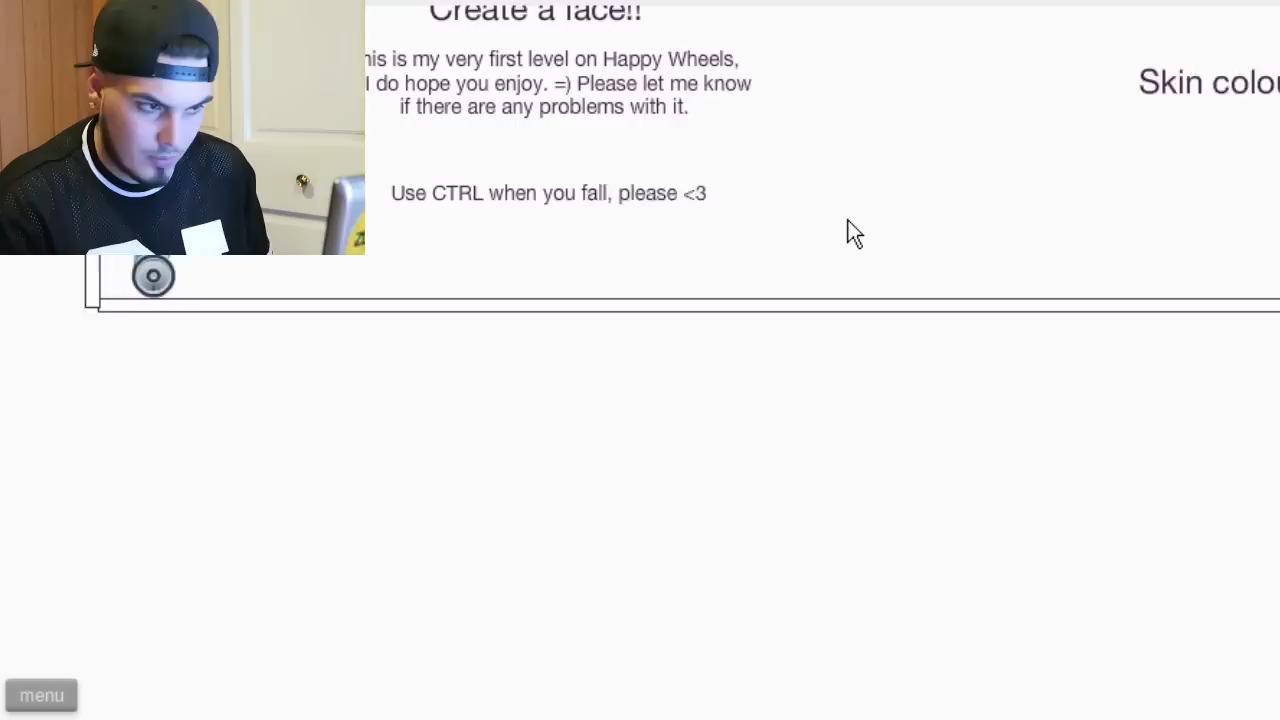 Create a face!!
his is my very first level on Happy Wheels,
I do hope you enjoy. =) Please let me know
if there are any problems with it.
Skin colou
Use CTRL when you fall, please <3
menu